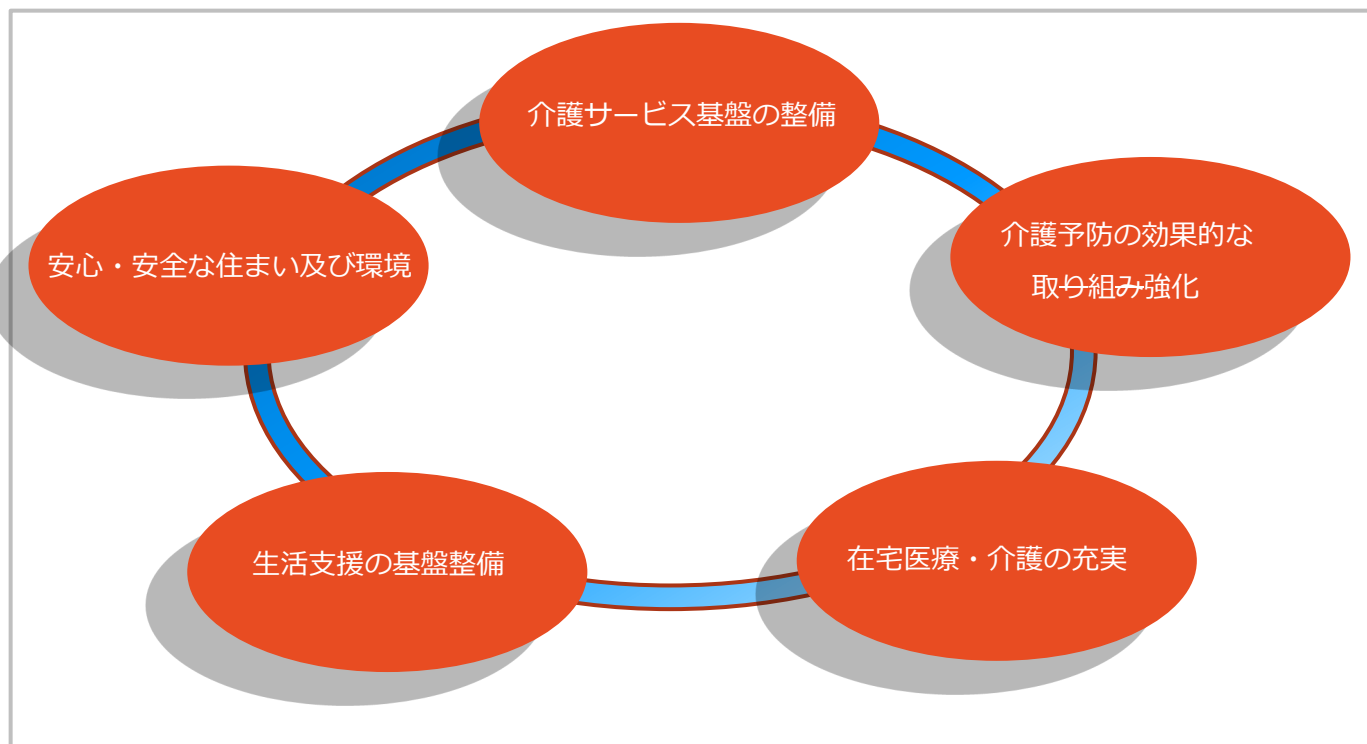 介護サービス基盤の整備
介護予防の効果的な
取り組み強化
安心・安全な住まい及び環境
生活支援の基盤整備
在宅医療・介護の充実